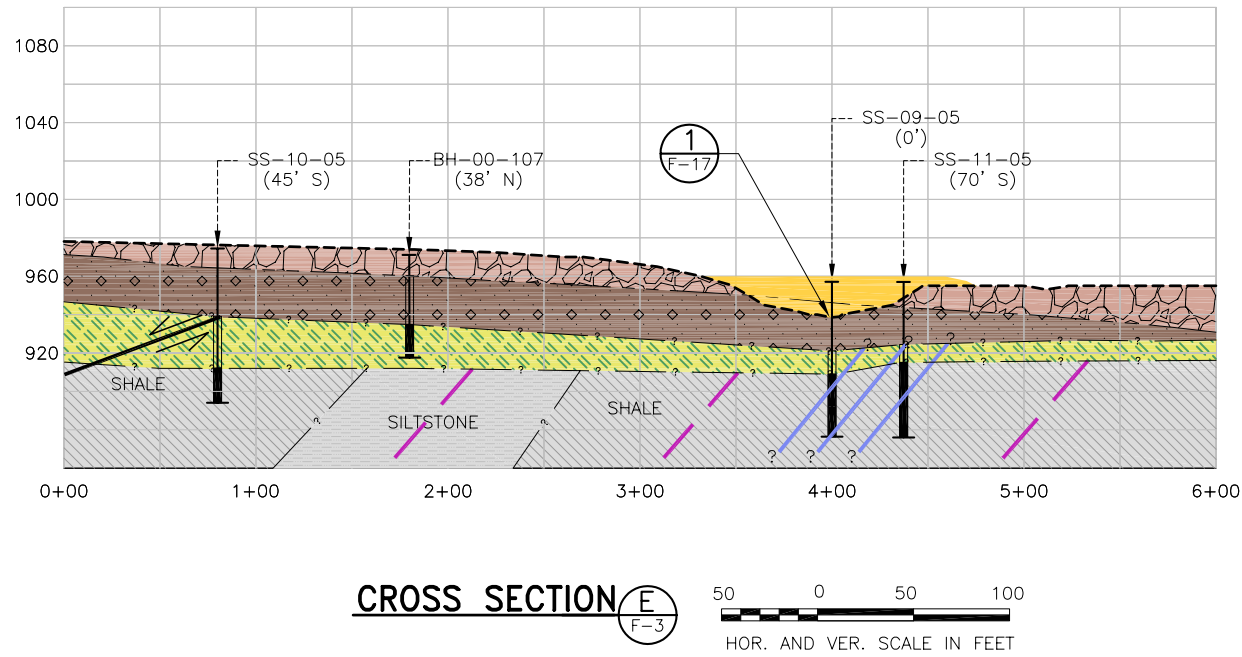 1080
1040
1000
960
920
SS-09-05
(0')
1
F-17
SS-10-05
(45' S)
BH-00-107
(38' N)
SS-11-05
(70' S)
SHALE
SILTSTONE
SHALE
? ? ? ? ? ? ? ? ? ? ? ?
? ? ? ? ? ? ? ? ? ? ? ?
? ? ?
? ?
? ? ?
0+00 1+00 2+00 3+00 4+00 5+00 6+00
CROSS SECTION
E
F-3
50 0 50 100
HOR. AND VER. SCALE IN FEET